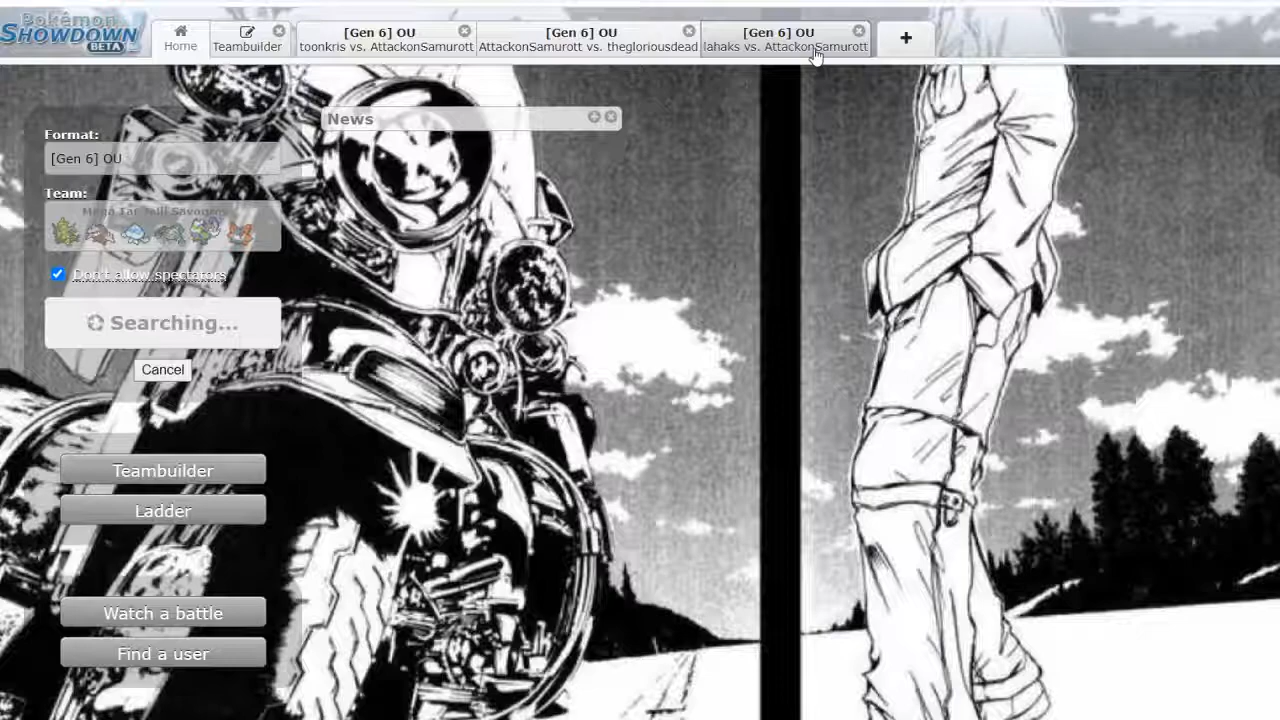 Pokémon
SHOWDOWN
BETA
Home
Teambuilder
[Gen 6] OU
toonkris vs. AttackonSamurott
[Gen 6] OU
AttackonSamurott vs. thegloriousdead
[Gen 6] OU
lahaks vs. AttackonSamurott
+
News
Format:
[Gen 6] OU
Team:
Don't allow spectators
Searching...
Cancel
Teambuilder
Ladder
Watch a battle
Find a user